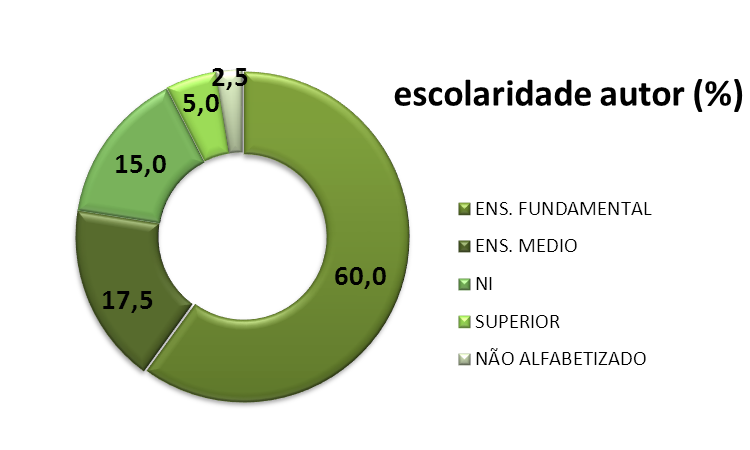 escolaridade autor (%)
2,5
5,0
15,0
17,5
60,0
ENS. FUNDAMENTAL
ENS. MEDIO
NI
SUPERIOR
NÃO ALFABETIZADO